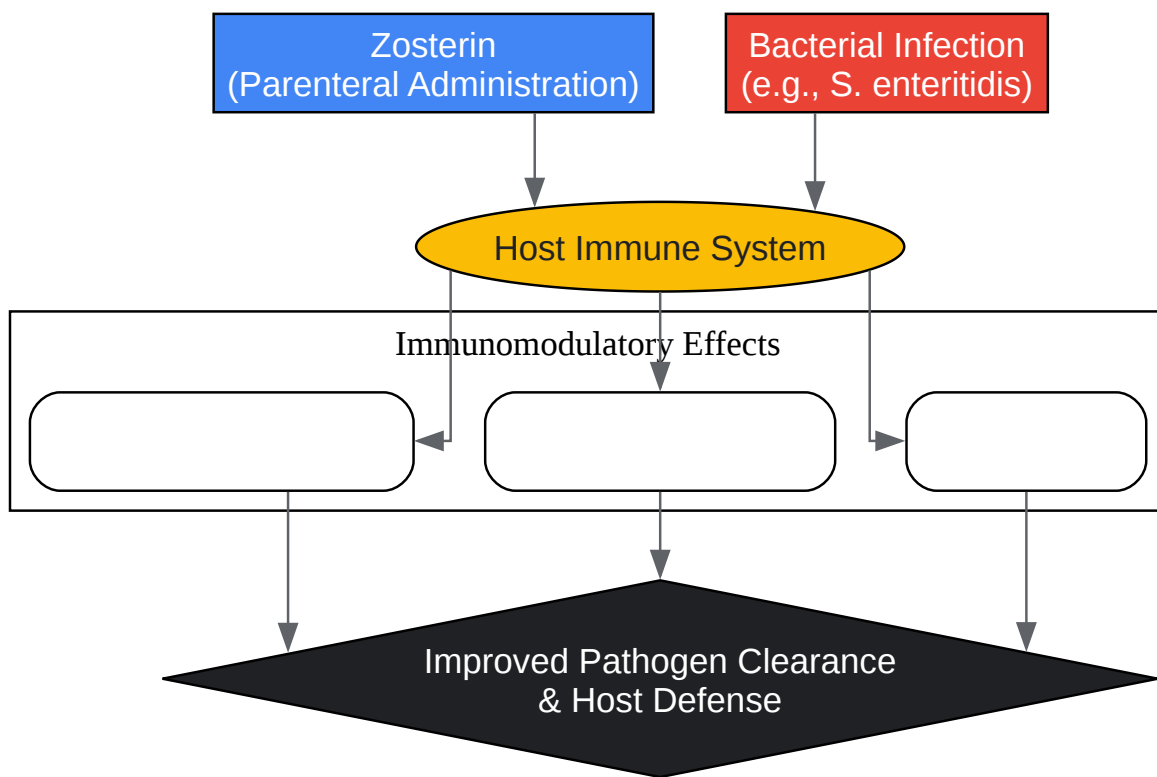 Zosterin
(Parenteral Administration)
Bacterial Infection
(e.g., S. enteritidis)
Host Immune System
Immunomodulatory Effects
Improved Pathogen Clearance
& Host Defense